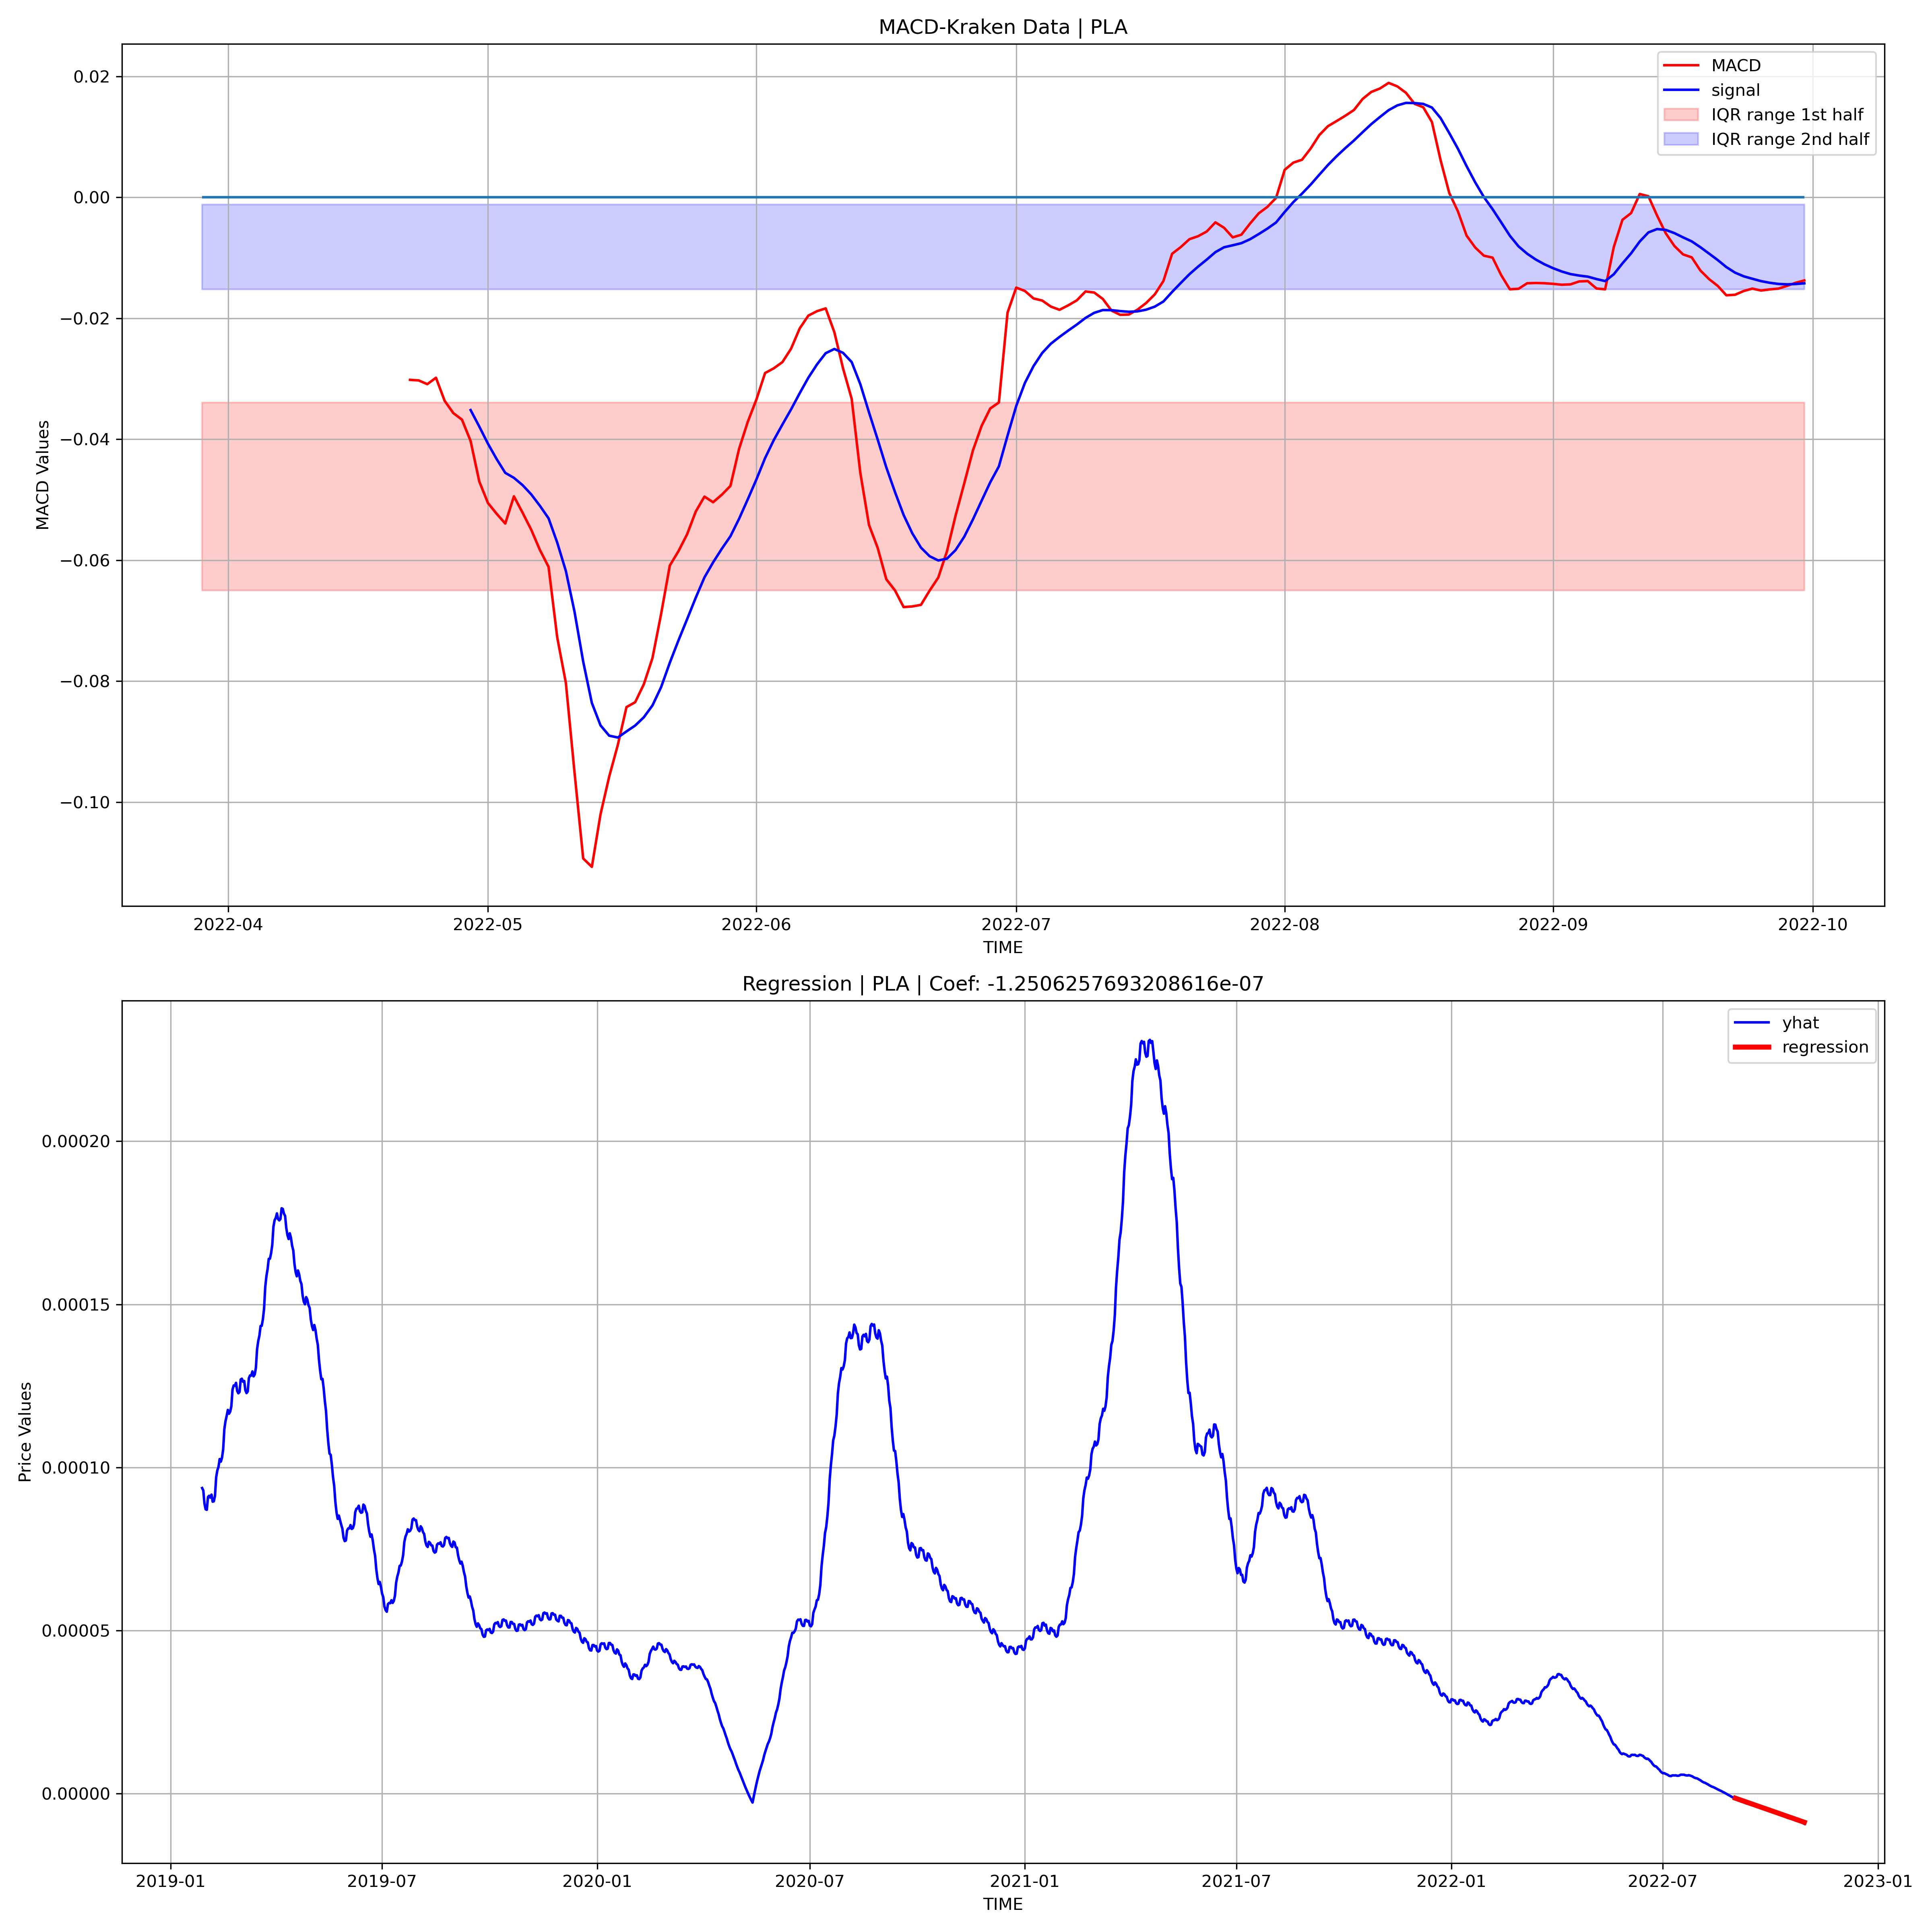 MACD-Kraken Data | PLA
MACD
signal
IQR range 1st half
IQR range 2nd half
0.02
0.00
−0.02
−0.04
−0.06
−0.08
−0.10
MACD Values
2022-04 2022-05 2022-06 2022-07 2022-08 2022-09 2022-10
TIME
Regression | PLA | Coef: -1.2506257693208616e-07
yhat
regression
0.00020
0.00015
0.00010
0.00005
0.00000
Price Values
2019-01 2019-07 2020-01 2020-07 2021-01 2021-07 2022-01 2022-07 2023-01
TIME